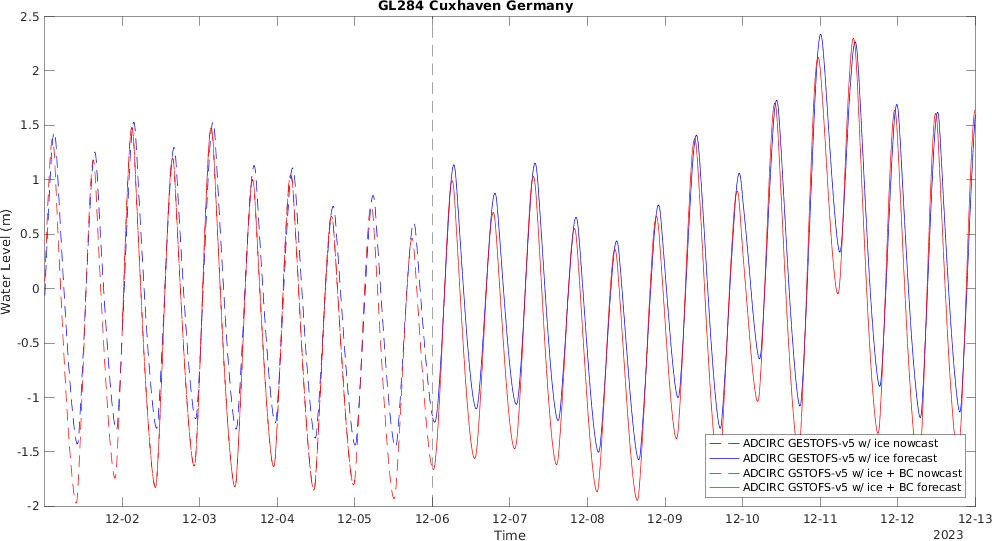 GL284 Cuxhaven Germany
2.5
2
1.5
1
0.5
0
-0.5
-1
-1.5
-2
Water Level (m)
ADCIRC GESTOFS-v5 w/ ice nowcast
ADCIRC GESTOFS-v5 w/ ice forecast
ADCIRC GSTOFS-v5 w/ ice + BC nowcast
ADCIRC GSTOFS-v5 w/ ice + BC forecast
12-02 12-03 12-04 12-05 12-06 12-07 12-08 12-09 12-10 12-11 12-12 12-13
Time
2023